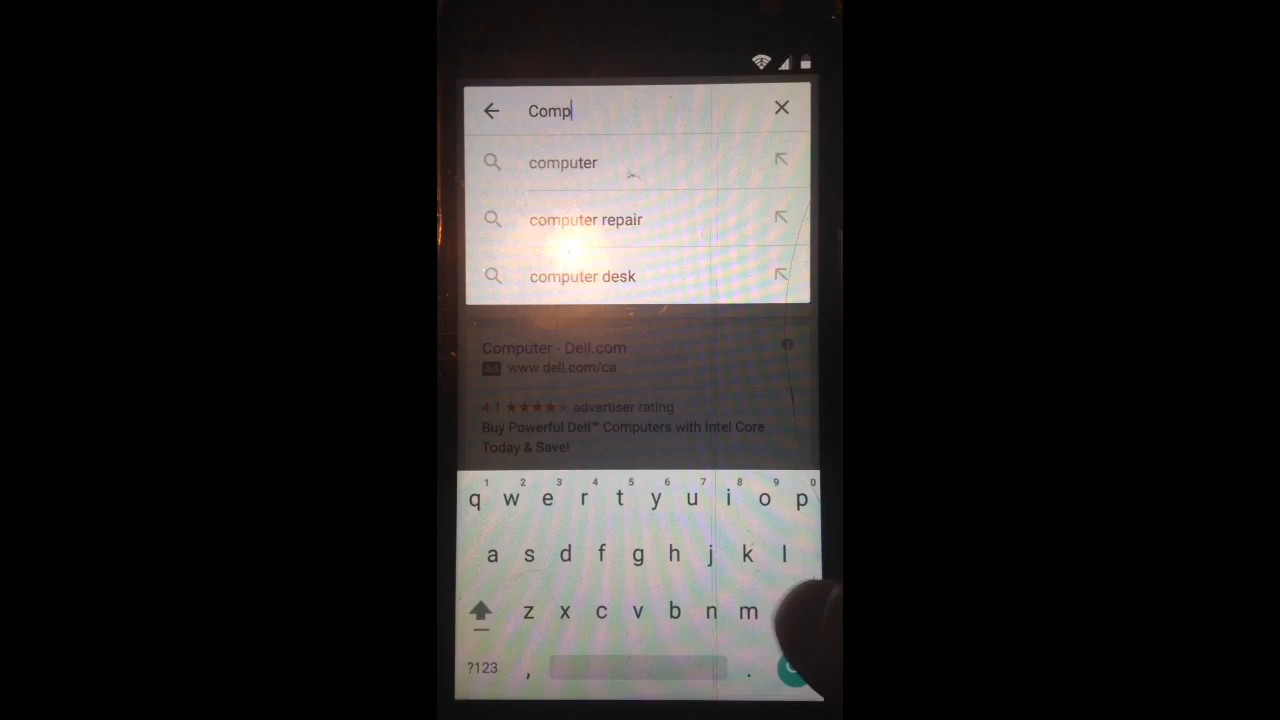 Comp
computer
computer repair
computer desk
Computer - Dell.com
Ad www.dell.com/ca
4.1 ★★★★★ advertiser rating
Buy Powerful Dell™ Computers with Intel Core
Today & Save!
1 2 3 4 5 6 7 8 9 0
q w e r t y u i o p
a s d f g h j k l
z x c v b n m
?123 , .